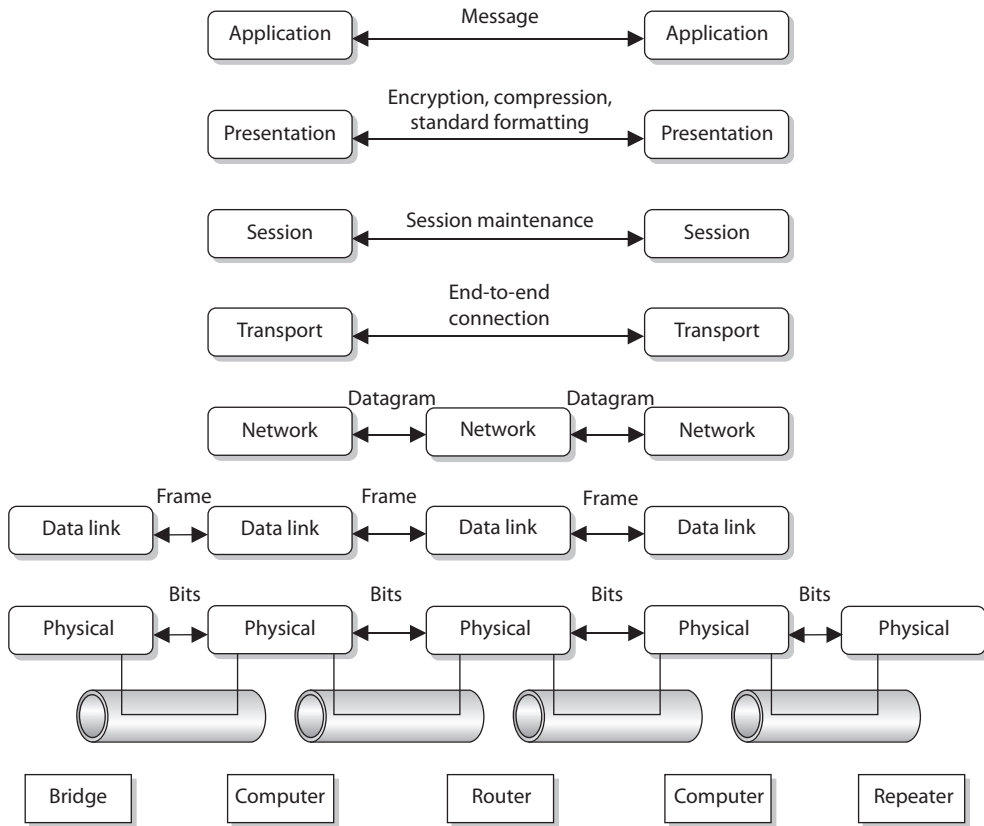 Message
Application Application
Encryption, compression,
standard formatting
Presentation Presentation
Session maintenance
Session Session
End-to-end
connection
Transport Transport
Datagram Datagram
Network Network Network
Frame Frame Frame
Data link Data link Data link Data link
Bits Bits Bits Bits
Physical Physical Physical Physical Physical
Bridge Computer Router Computer Repeater